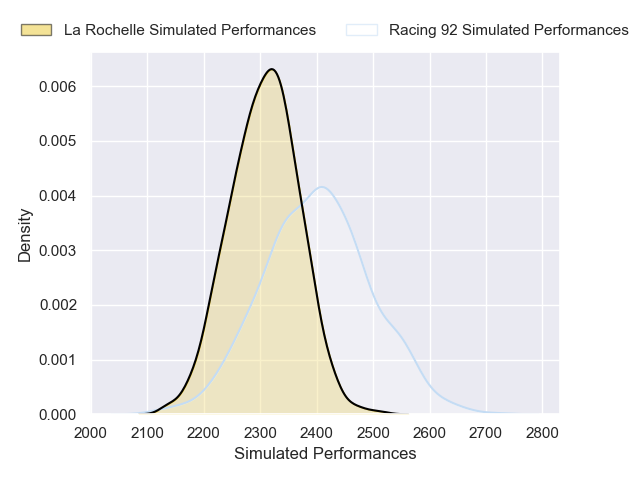 La Rochelle Simulated Performances Racing 92 Simulated Performances
0.006
0.005
0.004
0.003
0.002
0.001
0.000
Density
2000 2100 2200 2300 2400 2500 2600 2700 2800
Simulated Performances